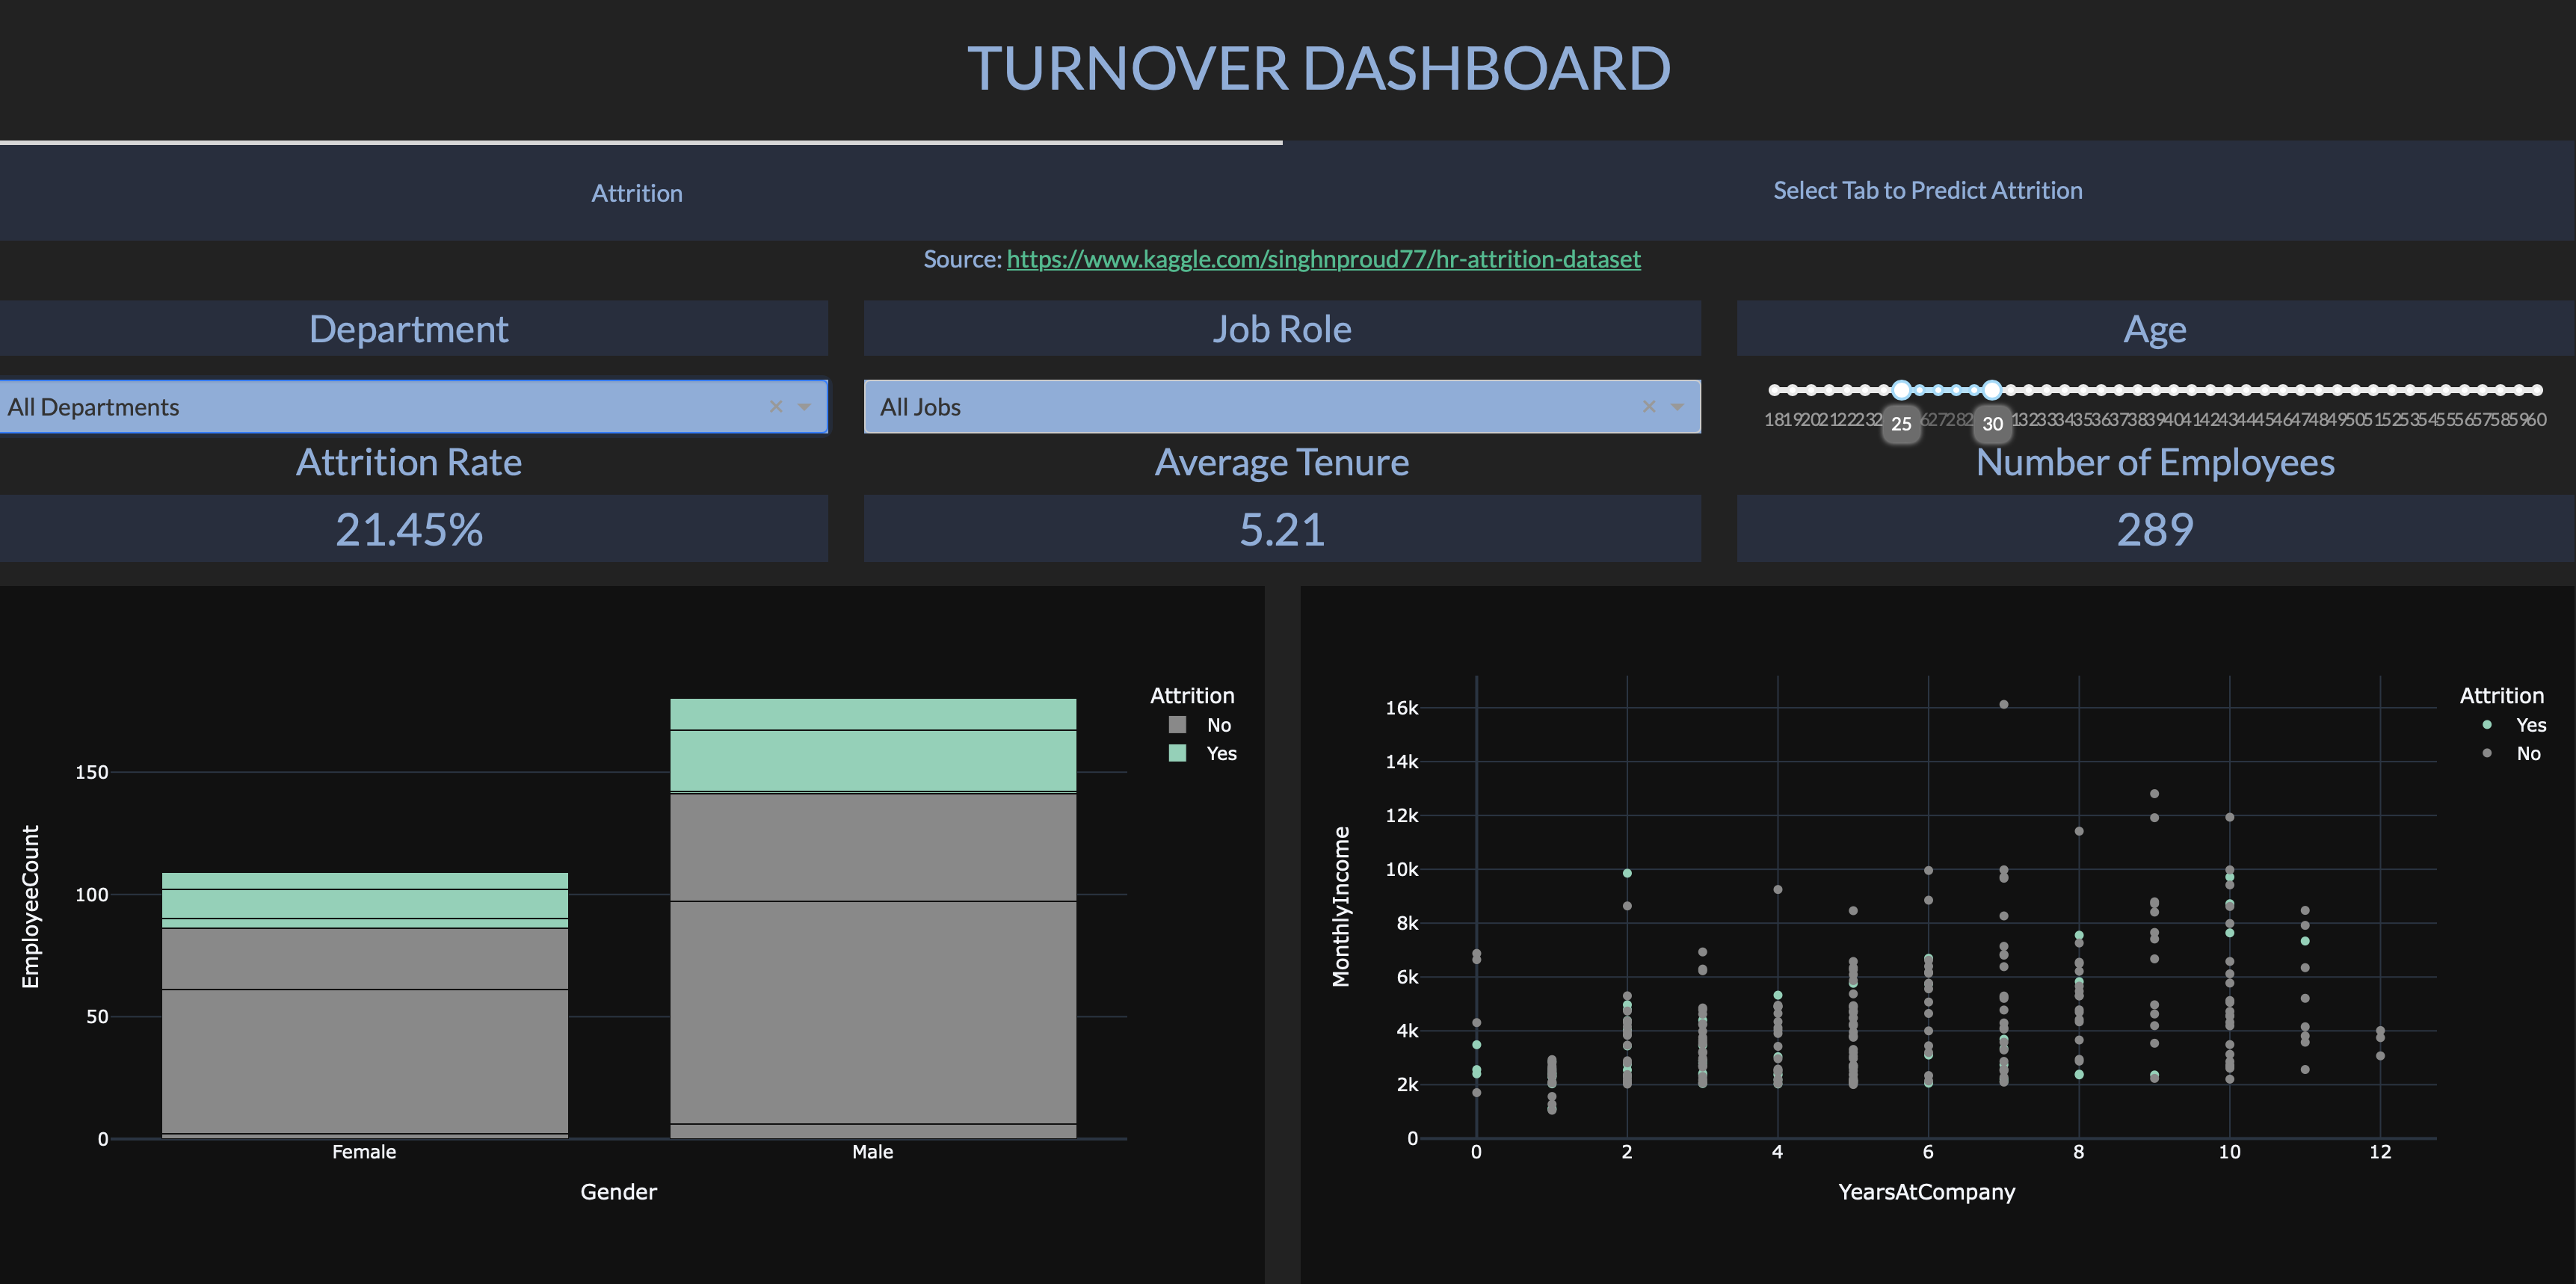 TURNOVER DASHBOARD
Attrition
Select Tab to Predict Attrition
Source: https://www.kaggle.com/singhnproud77/hr-attrition-dataset
Department
Job Role
Age
All Departments
All Jobs
25
30
Attrition Rate
Average Tenure
Number of Employees
21.45%
5.21
289
Attrition
No
Yes
EmployeeCount
150
100
50
0
Female
Male
Gender
Attrition
Yes
No
MonthlyIncome
16k
14k
12k
10k
8k
6k
4k
2k
0
0 2 4 6 8 10 12
YearsAtCompany